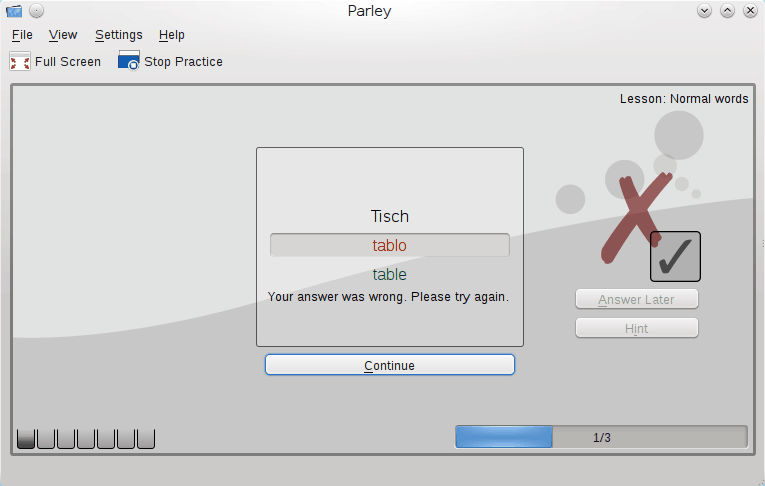 Parley
File View Settings Help
Full Screen Stop Practice
Lesson: Normal words
Tisch
tablo
table
Your answer was wrong. Please try again.
Answer Later
Hint
Continue
1/3